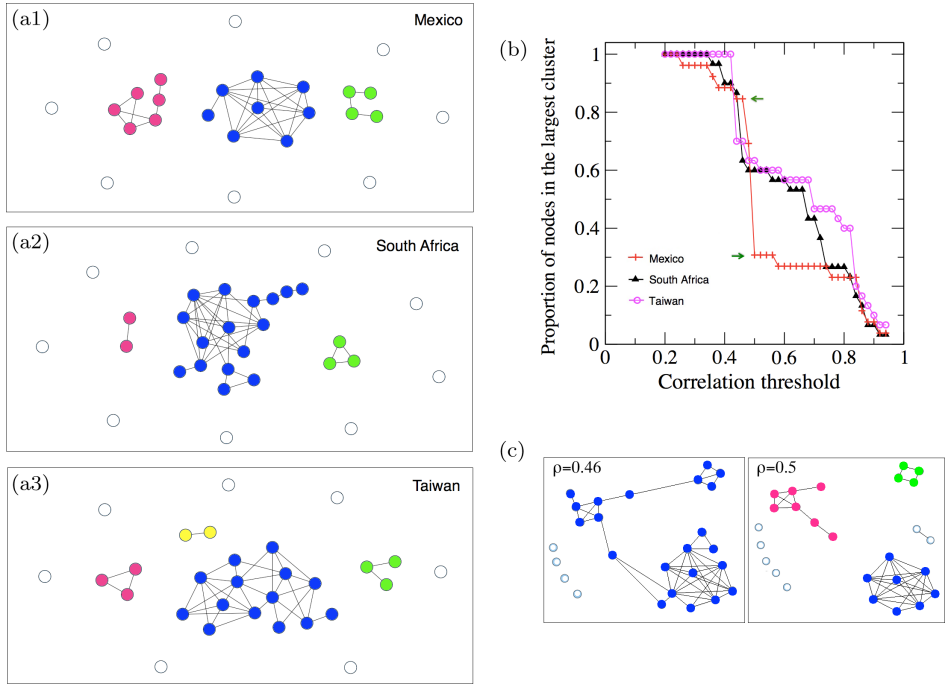 (a1)
Mexico
(a2)
South Africa
(a3)
Taiwan
(b)
Proportion of nodes in the largest cluster
1
0.8
0.6
0.4
0.2
0
Mexico
South Africa
Taiwan
0
0.2
0.4
0.6
0.8
1
Correlation threshold
(c)
ρ=0.46
ρ=0.5